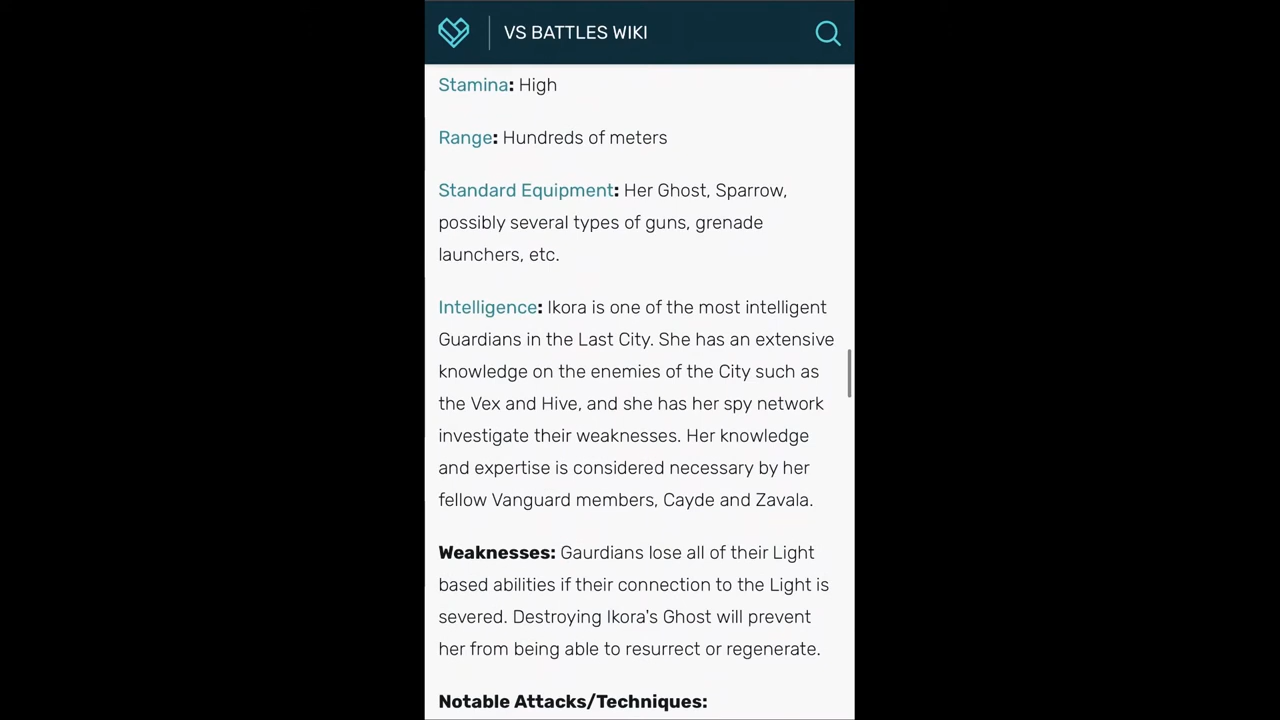 VS BATTLES WIKI
Stamina: High
Range: Hundreds of meters
Standard Equipment: Her Ghost, Sparrow,
possibly several types of guns, grenade
launchers, etc.
Intelligence: Ikora is one of the most intelligent
Guardians in the Last City. She has an extensive
knowledge on the enemies of the City such as
the Vex and Hive, and she has her spy network
investigate their weaknesses. Her knowledge
and expertise is considered necessary by her
fellow Vanguard members, Cayde and Zavala.
Weaknesses: Gaurdians lose all of their Light
based abilities if their connection to the Light is
severed. Destroying Ikora's Ghost will prevent
her from being able to resurrect or regenerate.
Notable Attacks/Techniques: